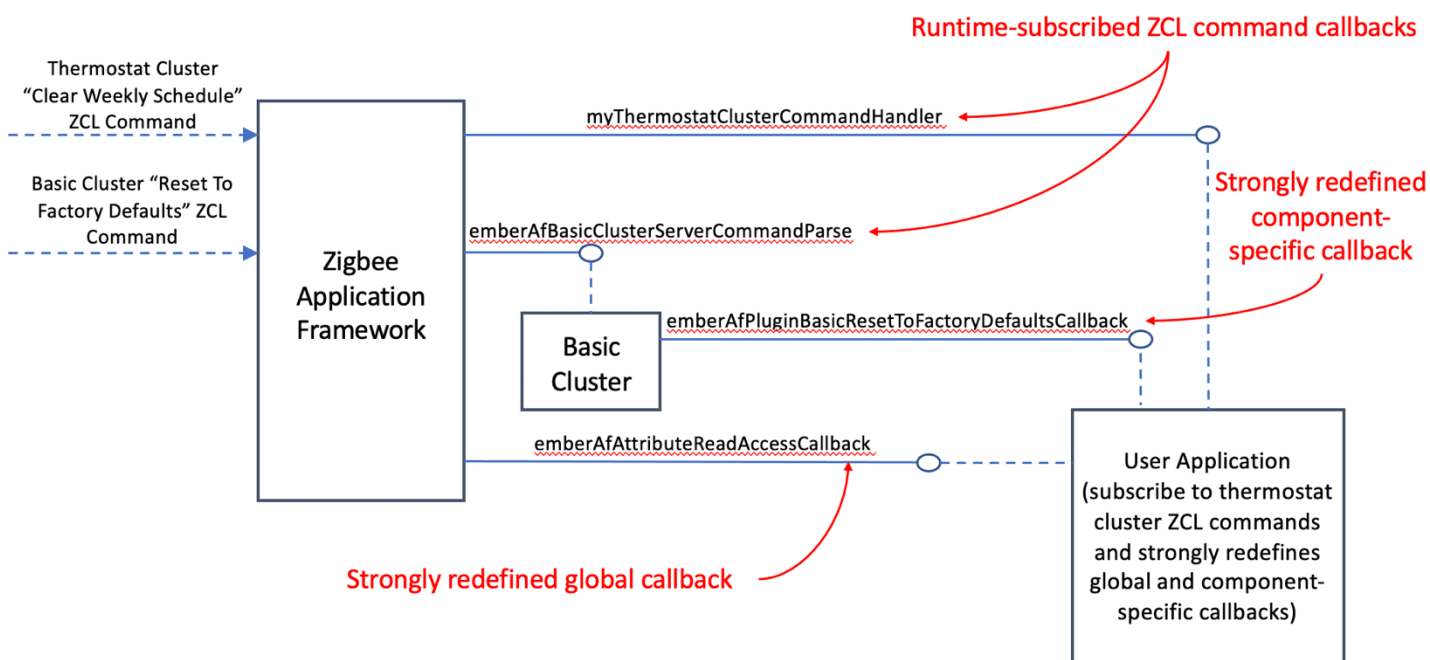 Runtime-subscribed ZCL command callbacks
Thermostat Cluster
“Clear Weekly Schedule”
ZCL Command
myThermostatClusterCommandHandler
Basic Cluster “Reset To
Factory Defaults” ZCL
Command
Strongly redefined
component-
specific callback
emberAfBasicClusterServerCommandParse
Zigbee
Application
Framework
emberAfPluginBasicResetToFactoryDefaultsCallback
Basic
Cluster
emberAfAttributeReadAccessCallback
User Application
(subscribe to thermostat
cluster ZCL commands
and strongly redefines
global and component-
specific callbacks)
Strongly redefined global callback